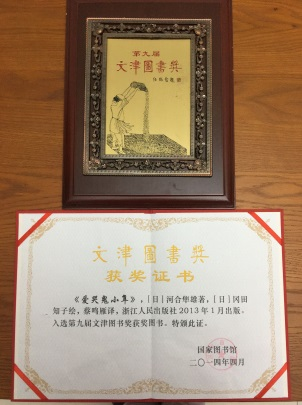 第九届
文津圖書獎
文津圖書獎
获奖证书
《爱哭鬼小隼》,[日]河合隼雄著,[日]冈田
知子绘,蔡鸣雁译,浙江人民出版社2013年1月出版。
入选第九届文津图书奖获奖图书。特颁此证。
国家图书馆
二〇一四年四月